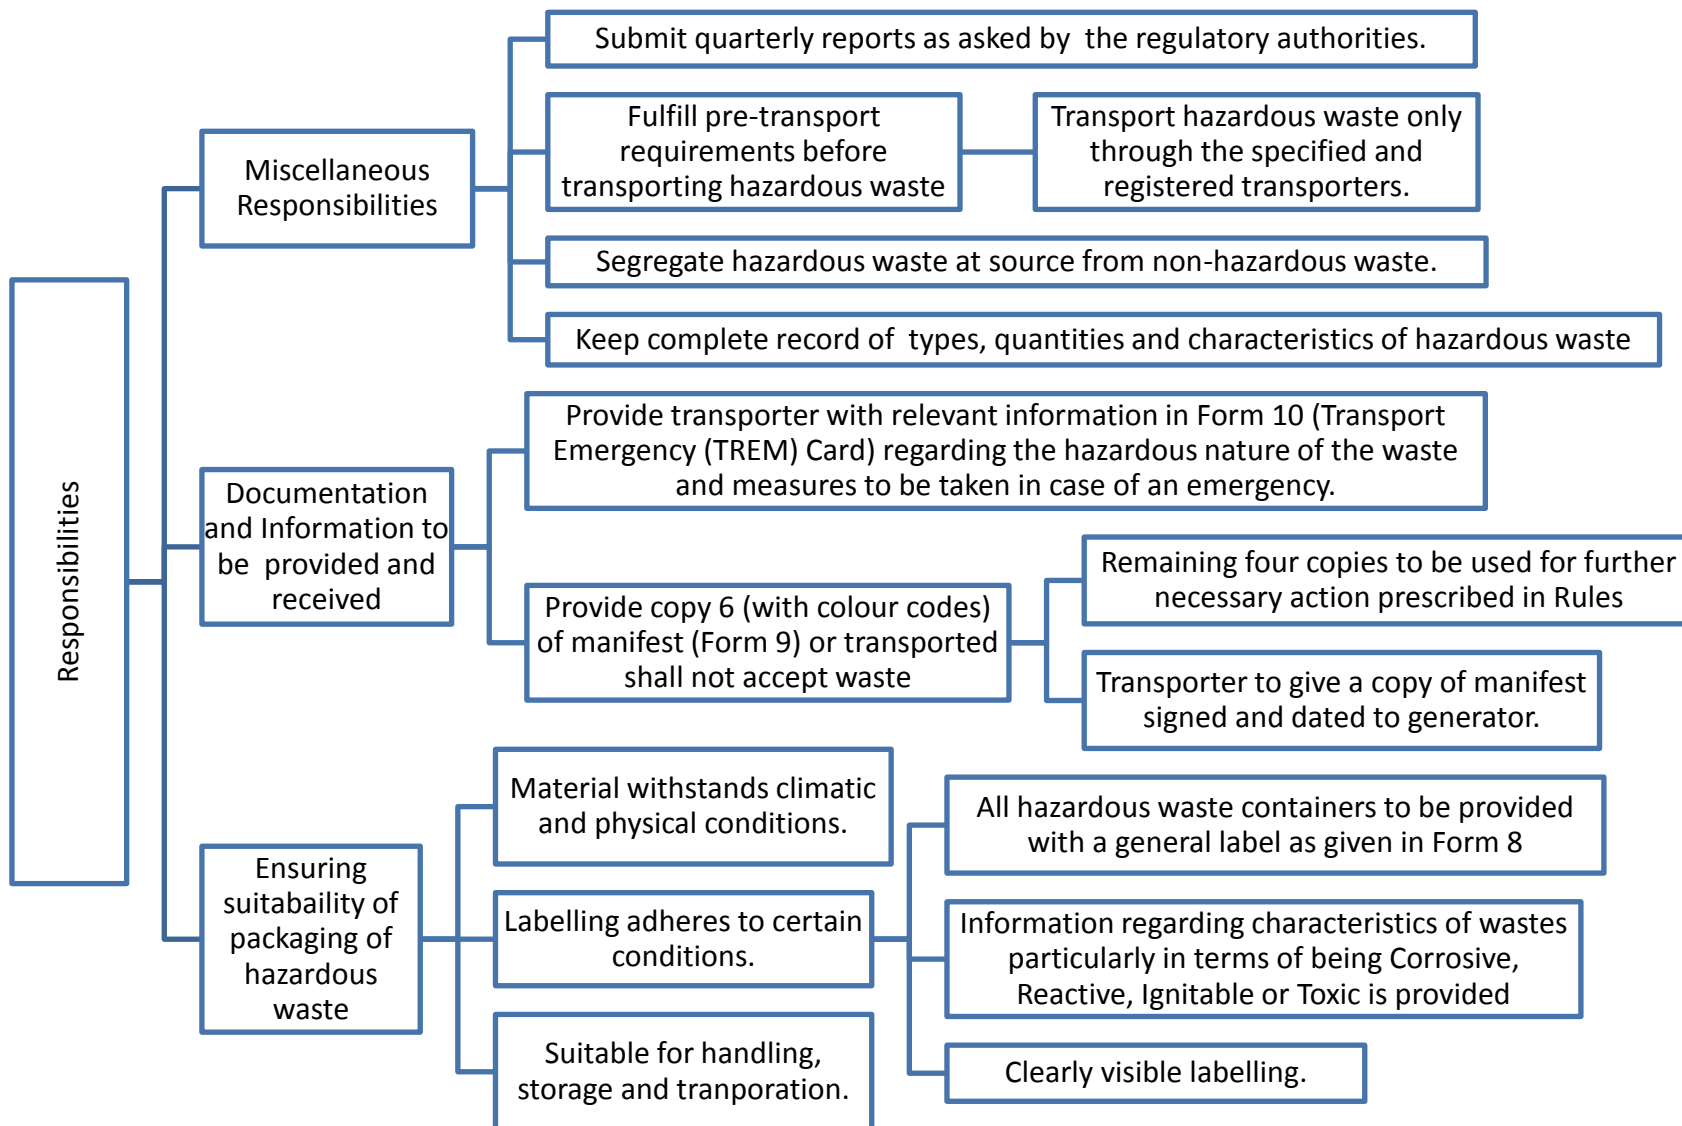 Responsibilities
Miscellaneous
Responsibilities
Submit quarterly reports as asked by  the regulatory authorities.
Fulfill pre-transport
requirements before
transporting hazardous waste
Transport hazardous waste only
through the specified and
registered transporters.
Segregate hazardous waste at source from non-hazardous waste.
Keep complete record of  types, quantities and characteristics of hazardous waste
Documentation
and Information to
be  provided and
received
Provide transporter with relevant information in Form 10 (Transport
Emergency (TREM) Card) regarding the hazardous nature of the waste
and measures to be taken in case of an emergency.
Provide copy 6 (with colour codes)
of manifest (Form 9) or transported
shall not accept waste
Remaining four copies to be used for further
necessary action prescribed in Rules
Transporter to give a copy of manifest
signed and dated to generator.
Ensuring
suitabaility of
packaging of
hazardous
waste
Material withstands climatic
and physical conditions.
Labelling adheres to certain
conditions.
All hazardous waste containers to be provided
with a general label as given in Form 8
Information regarding characteristics of wastes
particularly in terms of being Corrosive,
Reactive, Ignitable or Toxic is provided
Clearly visible labelling.
Suitable for handling,
storage and tranporation.